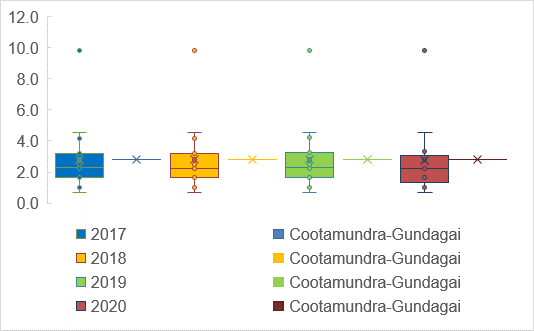 12.0
10.0
8.0
6.0
4.0
2.0
0.0
2017 Cootamundra-Gundagai
2018 Cootamundra-Gundagai
2019 Cootamundra-Gundagai
2020 Cootamundra-Gundagai